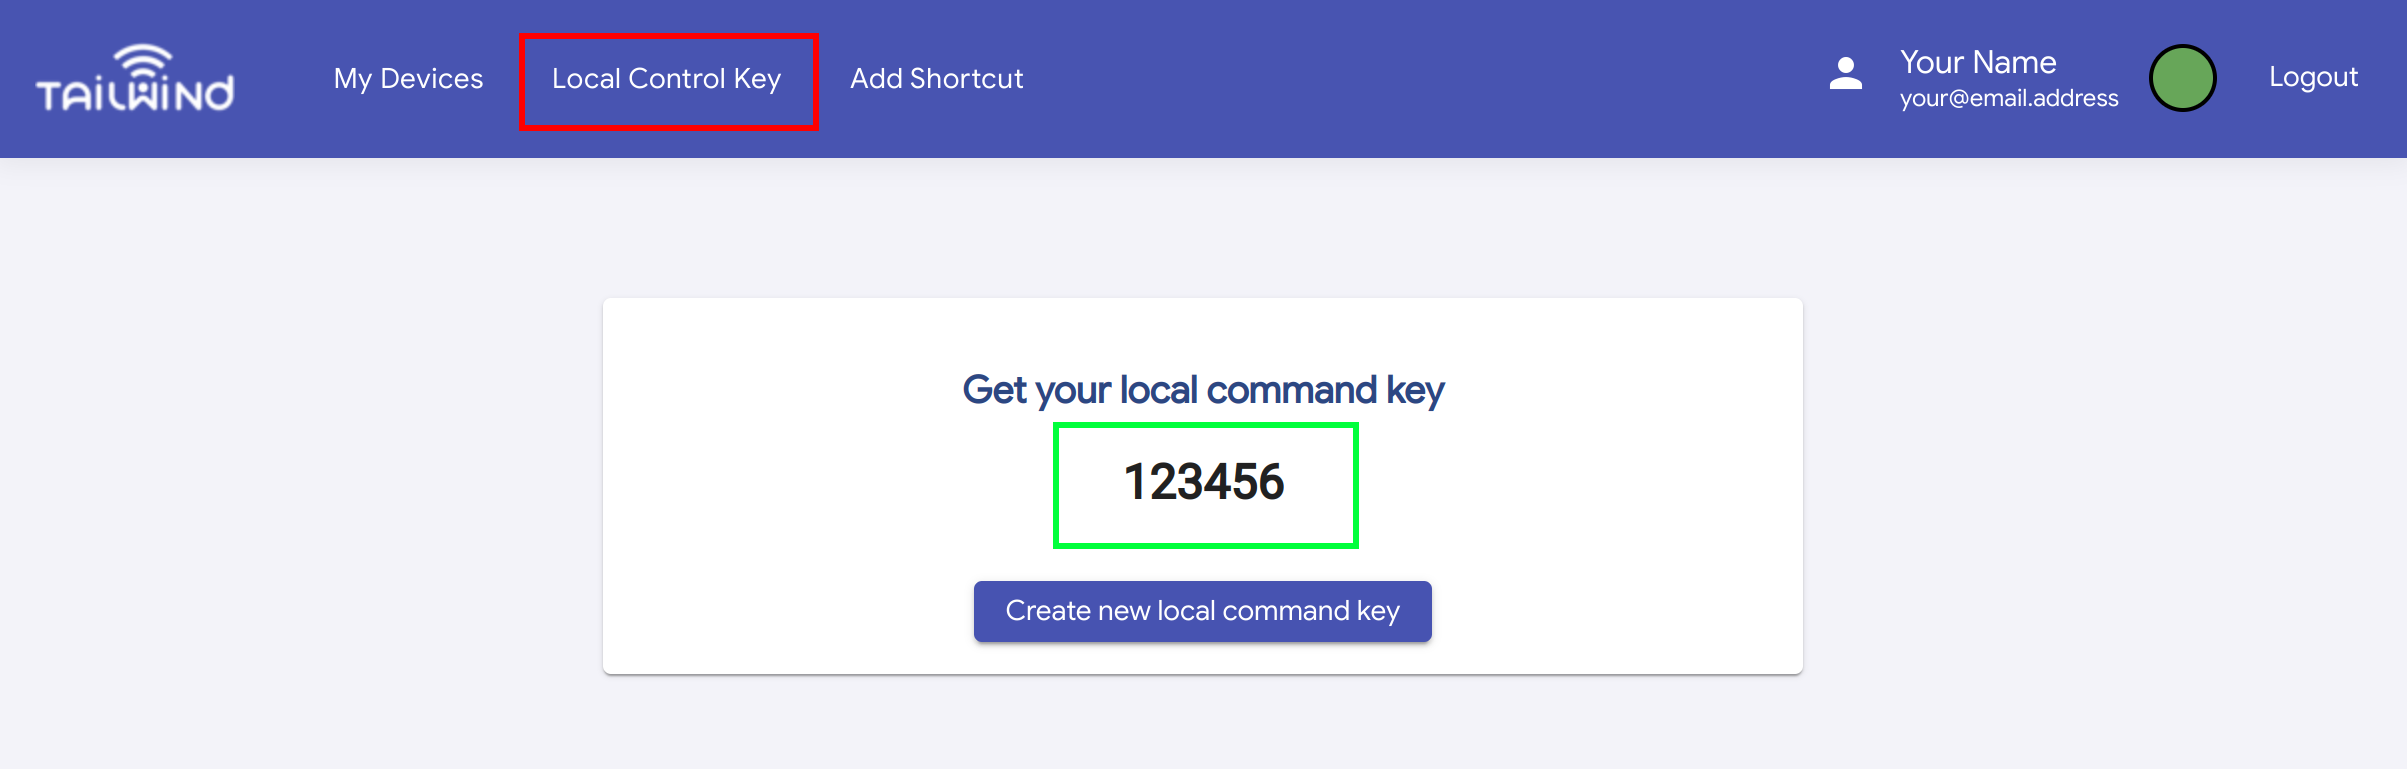 TAILWIND
My Devices
Local Control Key
Add Shortcut
Your Name
your@email.address
Logout
Get your local command key
123456
Create new local command key